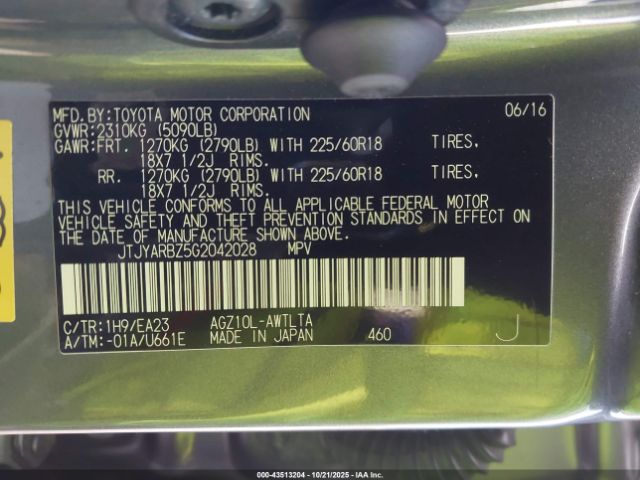 MFD.BY:TOYOTA MOTOR CORPORATION 06/16
GVWR:2310KG (5090LB)
GAWR:FRT. 1270KG (2790LB) WITH 225/60R18 TIRES.
18X7 1/2J RIMS.
RR. 1270KG (2790LB) WITH 225/60R18 TIRES.
18X7 1/2J RIMS.
THIS VEHICLE CONFORMS TO ALL APPLICABLE FEDERAL MOTOR
VEHICLE SAFETY AND THEFT PREVENTION STANDARDS IN EFFECT ON
THE DATE OF MANUFACTURE SHOWN ABOVE.
JTJYARBZ5G2042028 MPV
C/TR:1H9/EA23 AGZ10L-AWTLTA
A/TM:-01A/U661E MADE IN JAPAN 460 J
000-43513204 - 10/21/2025 - IAA Inc.